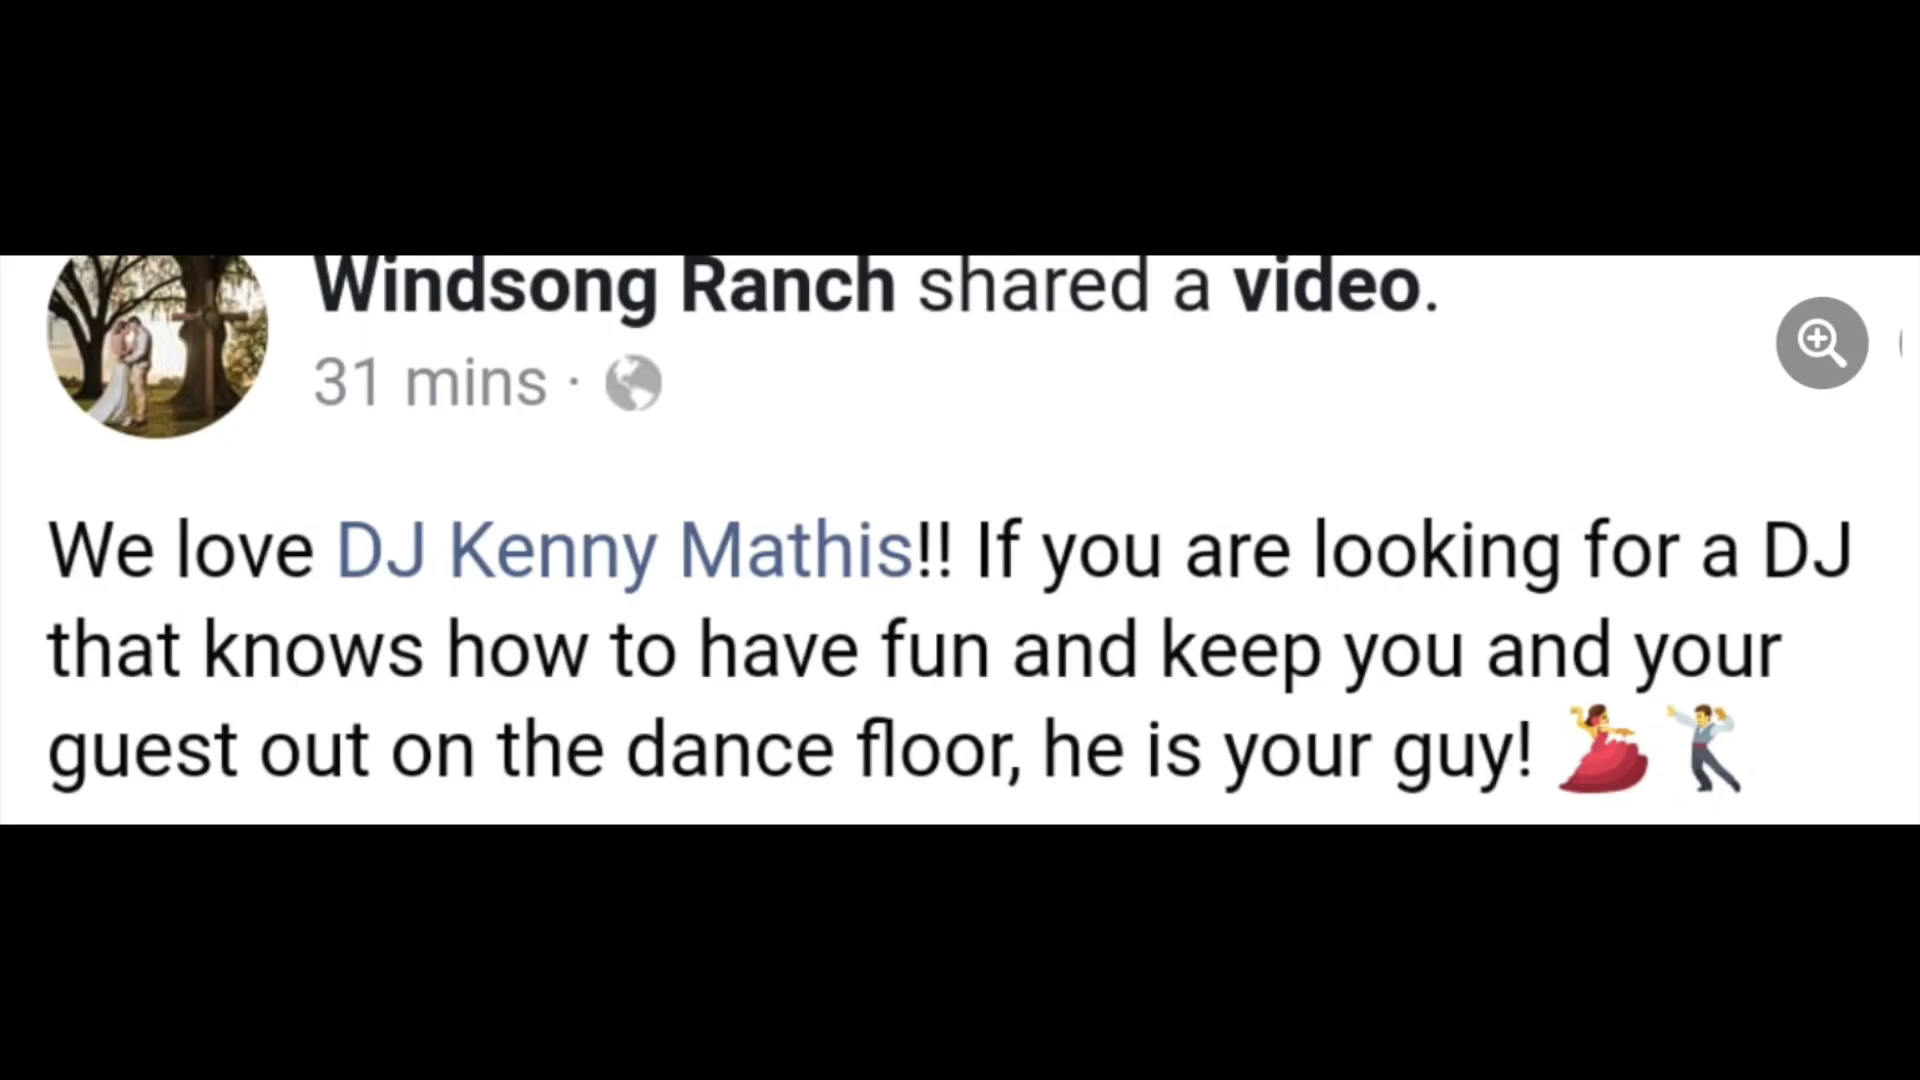 Windsong Ranch shared a video.
31 mins ·
We love DJ Kenny Mathis!! If you are looking for a DJ
that knows how to have fun and keep you and your
guest out on the dance floor, he is your guy! 💃🕺